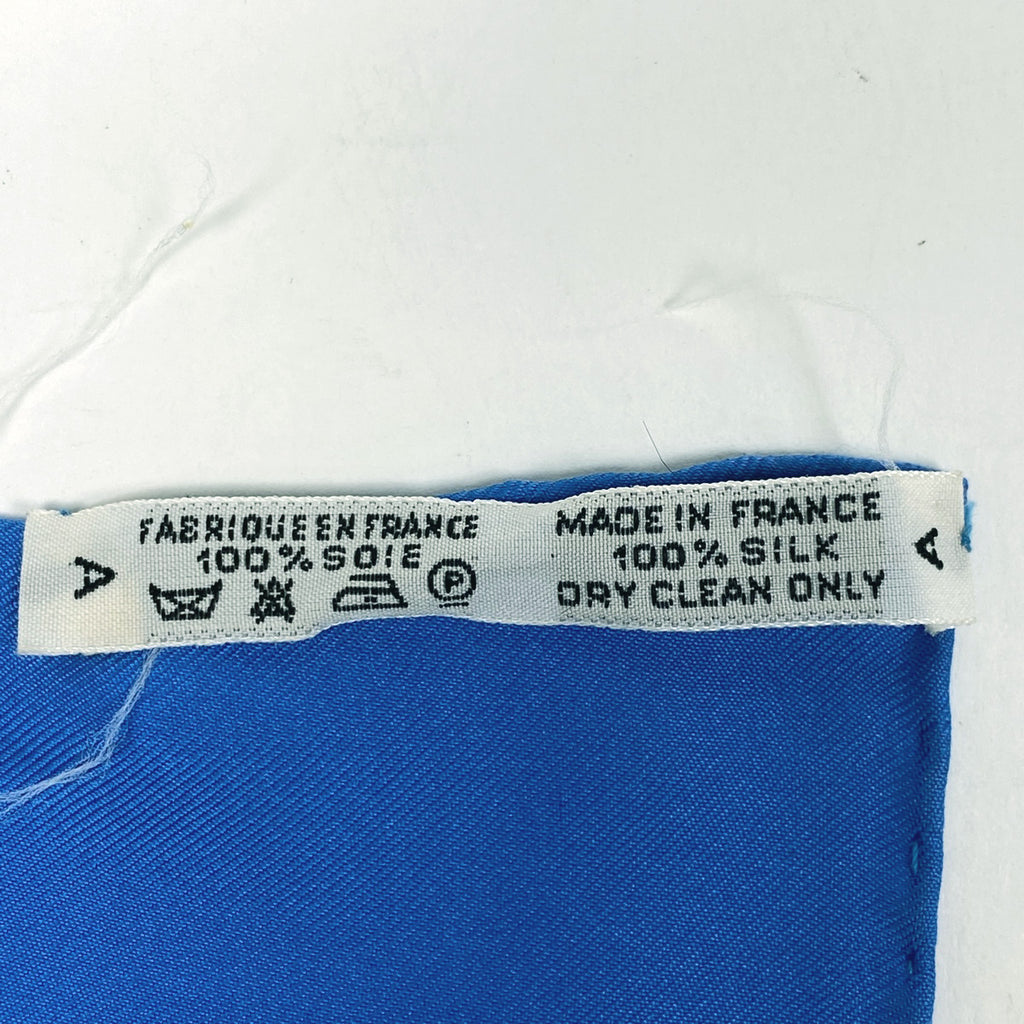 A
FABRIQUE EN FRANCE
100% SOIE
P
MADE IN FRANCE
100% SILK
DRY CLEAN ONLY
A